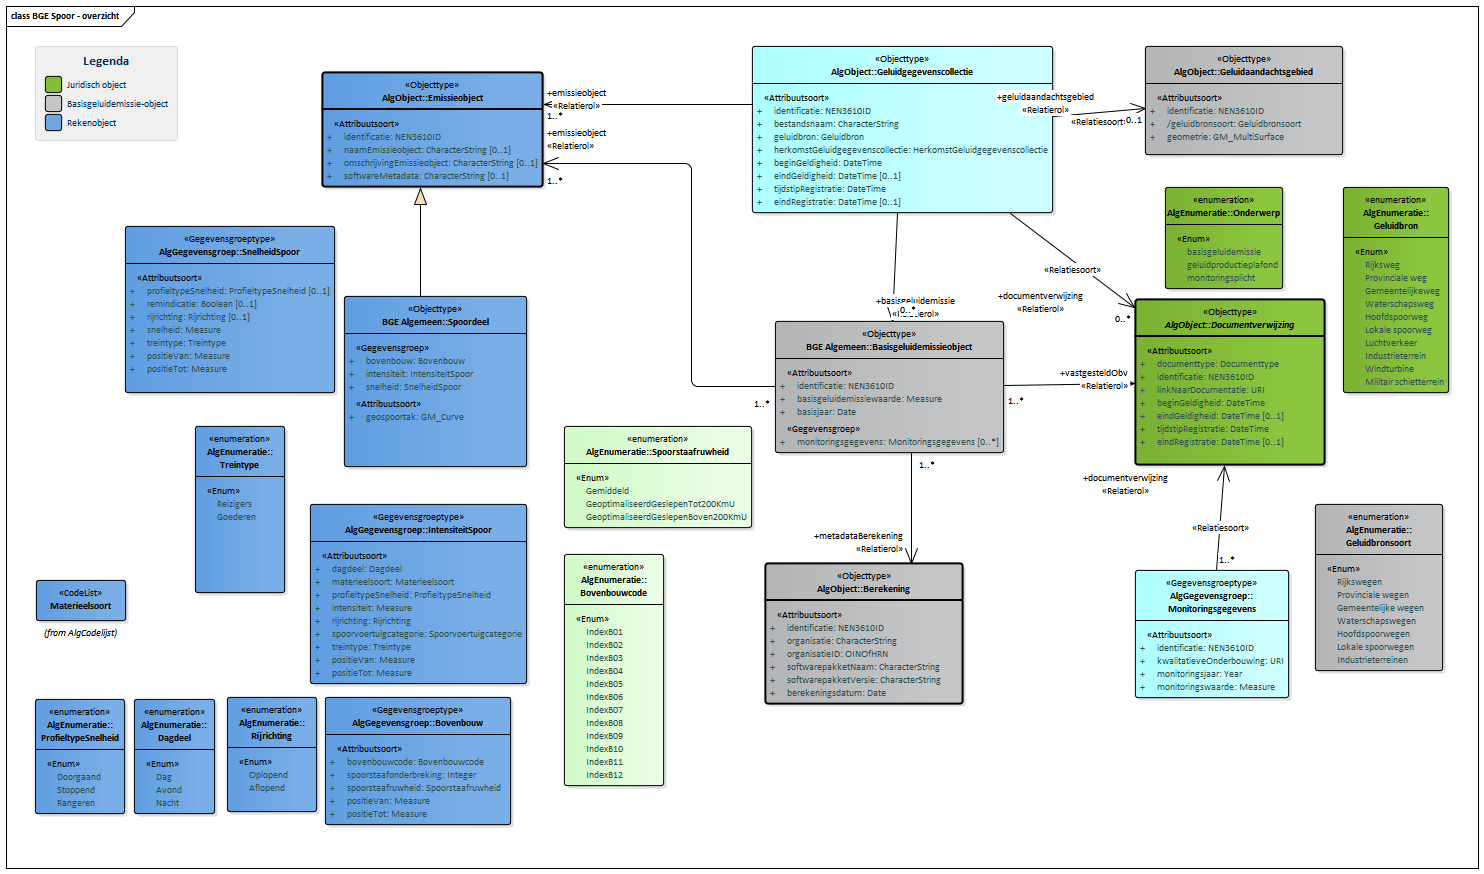 class BGE Spoor - overzicht
Legenda
Juridisch object
Basisgeluidemissie-object
Rekenobject
«Objecttype»
AlgObject::Emissieobject
«Attribuutsoort»
+ identificatie: NEN3610ID
+ naamEmissieobject: CharacterString [0..1]
+ omschrijvingEmissieobject: CharacterString [0..1]
+ softwareMetadata: CharacterString [0..1]
+emissieobject
«Relatierol»
1..*
+emissieobject
«Relatierol»
1..*
«Objecttype»
AlgObject::Geluidgegevenscollectie
«Attribuutsoort»
+ identificatie: NEN3610ID
+ bestandsnaam: CharacterString
+ geluidbron: Geluidbron
+ herkomstGeluidgegevenscollectie: HerkomstGeluidgegevenscollectie
+ beginGeldigheid: DateTime
+ eindGeldigheid: DateTime [0..1]
+ tijdstipRegistratie: DateTime
+ eindRegistratie: DateTime [0..1]
+geluidaandachtsgebied
«Relatierol»
«Relatiesoort»
0..1
«Objecttype»
AlgObject::Geluidaandachtsgebied
«Attribuutsoort»
+ identificatie: NEN3610ID
+ /geluidbronsoort: Geluidbronsoort
+ geometrie: GM_MultiSurface
«enumeration»
AlgEnumeratie::Onderwerp
«Enum»
basisgeluidemissie
geluidproductieplafond
monitoringsplicht
«enumeration»
AlgEnumeratie::
Geluidbron
«Enum»
Rijksweg
Provinciale weg
Gemeentelijkeweg
Waterschapsweg
Hoofdspoorweg
Lokale spoorweg
Luchtverkeer
Industrieterrein
Windturbine
Militair schietterrein
«Gegevensgroeptype»
AlgGegevensgroep::SnelheidSpoor
«Attribuutsoort»
+ profieltypeSnelheid: ProfieltypeSnelheid [0..1]
+ remindicatie: Boolean [0..1]
+ rijrichting: Rijrichting [0..1]
+ snelheid: Measure
+ treintype: Treintype
+ positieVan: Measure
+ positieTot: Measure
«Objecttype»
BGE Algemeen::Spoordeel
«Gegevensgroep»
+ bovenbouw: Bovenbouw
+ intensiteit: IntensiteitSpoor
+ snelheid: SnelheidSpoor
«Attribuutsoort»
+ geospoortak: GM_Curve
«Relatiesoort»
+documentverwijzing
«Relatierol»
0..*
+basisgeluidemissie
«Relatierol»
0..*
«Objecttype»
BGE Algemeen::Basisgeluidemissieobject
«Attribuutsoort»
+ identificatie: NEN3610ID
+ basisgeluidemissiewaarde: Measure
+ basisjaar: Date
«Gegevensgroep»
+ monitoringsgegevens: Monitoringsgegevens [0..*]
1..*
+vastgesteldObv
«Relatierol»
1..*
1..*
«Objecttype»
AlgObject::Documentverwijzing
«Attribuutsoort»
+ documenttype: Documenttype
+ identificatie: NEN3610ID
+ linkNaarDocumentatie: URI
+ beginGeldigheid: DateTime
+ eindGeldigheid: DateTime [0..1]
+ tijdstipRegistratie: DateTime
+ eindRegistratie: DateTime [0..1]
«enumeration»
AlgEnumeratie::
Treintype
«Enum»
Reizigers
Goederen
«enumeration»
AlgEnumeratie::Spoorstaafruwheid
«Enum»
Gemiddeld
GeoptimaliseerdGeslepenTot200KmU
GeoptimaliseerdGeslepenBoven200KmU
+documentverwijzing
«Relatierol»
«Relatiesoort»
1..*
«Gegevensgroeptype»
AlgGegevensgroep::IntensiteitSpoor
«Attribuutsoort»
+ dagdeel: Dagdeel
+ materieelsoort: Materieelsoort
+ profieltypeSnelheid: ProfieltypeSnelheid
+ intensiteit: Measure
+ rijrichting: Rijrichting
+ spoorvoertuigcategorie: Spoorvoertuigcategorie
+ treintype: Treintype
+ positieVan: Measure
+ positieTot: Measure
+metadataBerekening
«Relatierol»
«Objecttype»
AlgObject::Berekening
«Attribuutsoort»
+ identificatie: NEN3610ID
+ organisatie: CharacterString
+ organisatieID: OINOfHRN
+ softwarepakketNaam: CharacterString
+ softwarepakketVersie: CharacterString
+ berekeningsdatum: Date
«Gegevensgroeptype»
AlgGegevensgroep::
Monitoringsgegevens
«Attribuutsoort»
+ identificatie: NEN3610ID
+ kwalitatieveOnderbouwing: URI
+ monitoringsjaar: Year
+ monitoringswaarde: Measure
«enumeration»
AlgEnumeratie::
Geluidbronsoort
«Enum»
Rijkswegen
Provinciale wegen
Gemeentelijke wegen
Waterschapswegen
Hoofdspoorwegen
Lokale spoorwegen
Industrieterreinen
«CodeList»
Materieelsoort
(from AlgCodelijst)
«enumeration»
AlgEnumeratie::
Bovenbouwcode
«Enum»
IndexB01
IndexB02
IndexB03
IndexB04
IndexB05
IndexB06
IndexB07
IndexB08
IndexB09
IndexB10
IndexB11
IndexB12
«enumeration»
AlgEnumeratie::
ProfieltypeSnelheid
«Enum»
Doorgaand
Stoppend
Rangeren
«enumeration»
AlgEnumeratie::
Dagdeel
«Enum»
Dag
Avond
Nacht
«enumeration»
AlgEnumeratie::
Rijrichting
«Enum»
Oplopend
Aflopend
«Gegevensgroeptype»
AlgGegevensgroep::Bovenbouw
«Attribuutsoort»
+ bovenbouwcode: Bovenbouwcode
+ spoorstaafonderbreking: Integer
+ spoorstaafruwheid: Spoorstaafruwheid
+ positieVan: Measure
+ positieTot: Measure